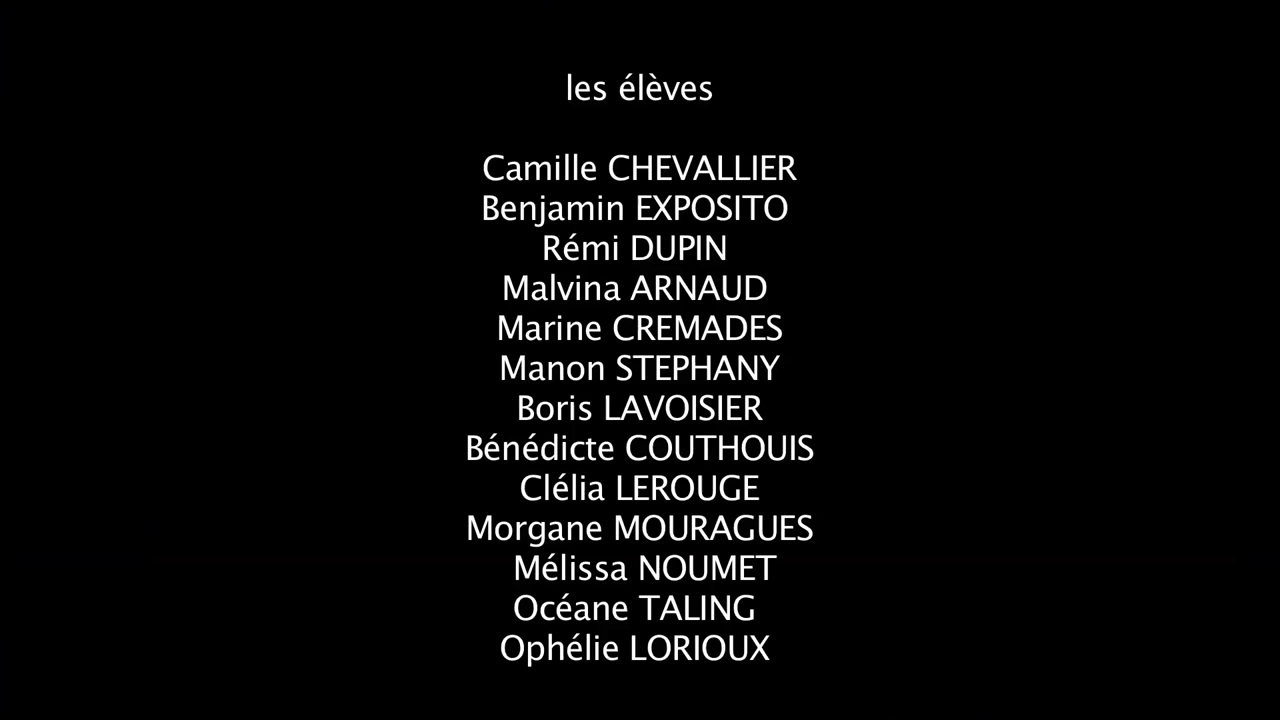 les élèves
Camille CHEVALLIER
Benjamin EXPOSITO
Rémi DUPIN
Malvina ARNAUD
Marine CREMADES
Manon STEPHANY
Boris LAVOISIER
Bénédicte COUTHOUIS
Clélia LEROUGE
Morgane MOURAGUES
Mélissa NOUMET
Océane TALING
Ophélie LORIOUX